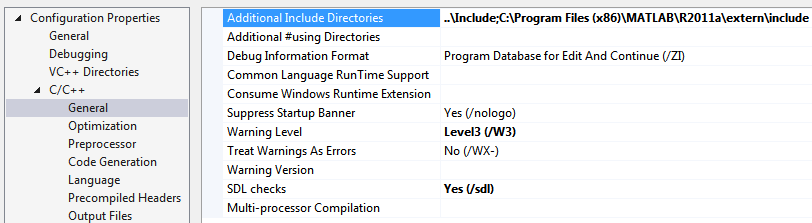 Configuration Properties
General
Debugging
VC++ Directories
C/C++
General
Optimization
Preprocessor
Code Generation
Language
Precompiled Headers
Output Files
Additional Include Directories ..\Include;C:\Program Files (x86)\MATLAB\R2011a\extern\include
Additional #using Directories
Debug Information Format Program Database for Edit And Continue (/ZI)
Common Language RunTime Support
Consume Windows Runtime Extension
Suppress Startup Banner Yes (/nologo)
Warning Level Level3 (/W3)
Treat Warnings As Errors No (/WX-)
Warning Version
SDL checks Yes (/sdl)
Multi-processor Compilation